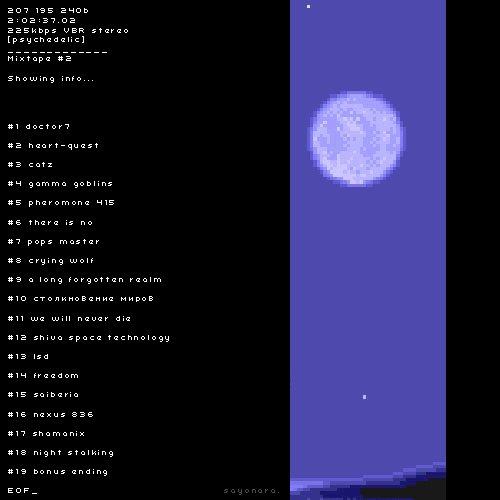 207 195 240b
2:02:37.02
225kbps VBR stereo
[psychedelic]
_____________
Mixtape #2
Showing info...
#1 doctor7
#2 heart-quest
#3 catz
#4 gamma goblins
#5 pheromone 415
#6 there is no
#7 pops master
#8 crying wolf
#9 a long forgotten realm
#10 столкновение миров
#11 we will never die
#12 shiva space technology
#13 lsd
#14 freedom
#15 saiberia
#16 nexus 836
#17 shamanix
#18 night stalking
#19 bonus ending
EOF_
sayonara.